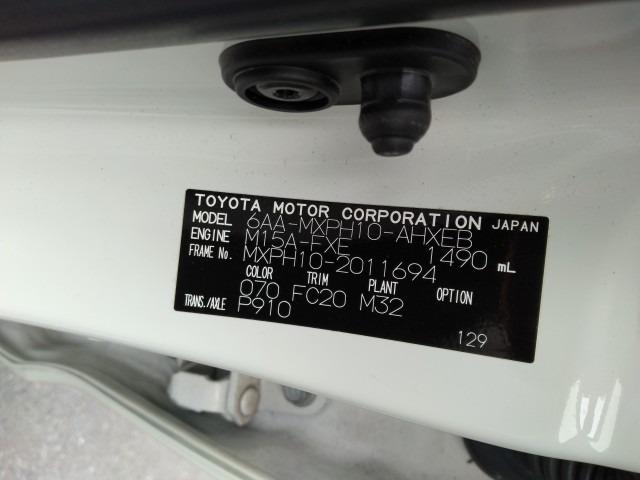 TOYOTA MOTOR CORPORATION JAPAN
MODEL 6AA-MXPH10-AHXEB
ENGINE M15A-FXE 1490 mL
FRAME No. MXPH10-2011694
COLOR TRIM PLANT OPTION
070 FC20 M32
TRANS./AXLE P910
129